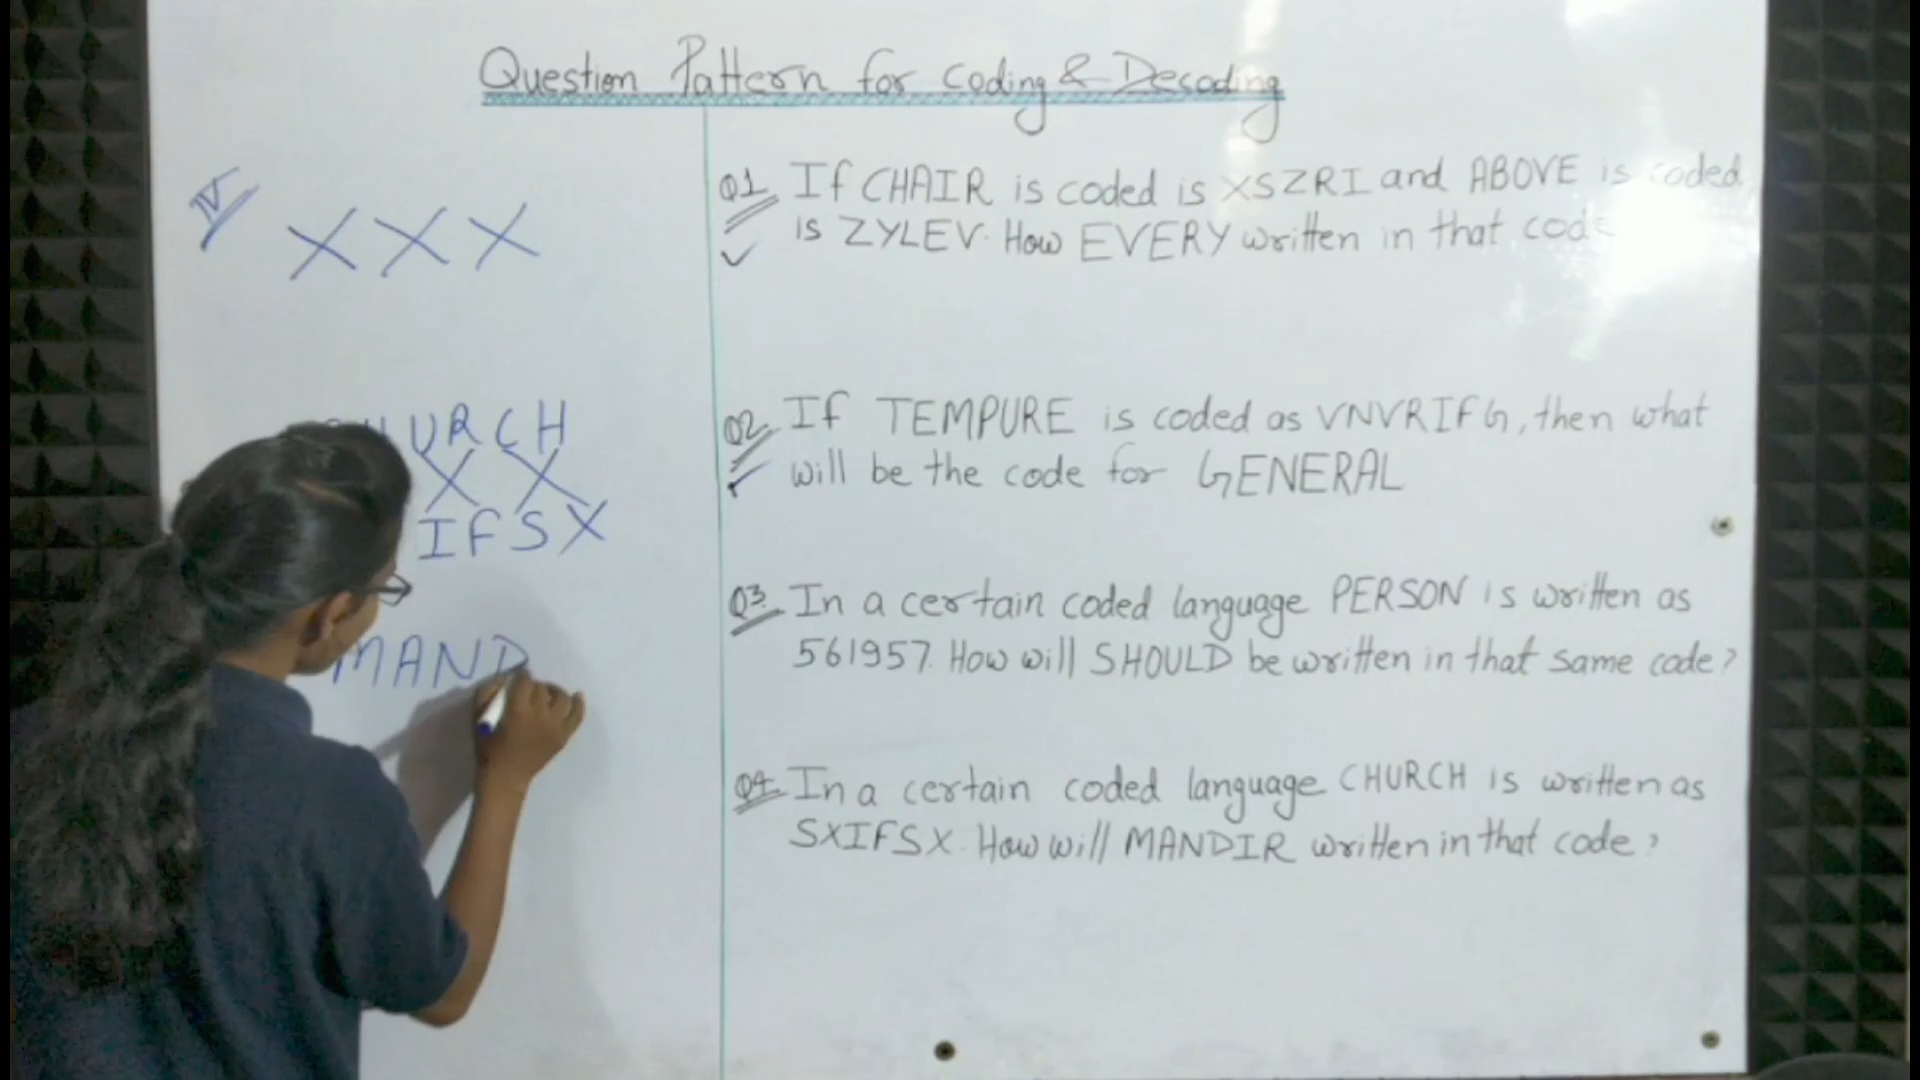 Question Pattern for Coding & Decoding
IV
X X X
Q1. If CHAIR is coded is XSZRI and ABOVE is coded
is ZYLEV. How EVERY written in that code
Q2. If TEMPURE is coded as VNVRIFG, then what
will be the code for GENERAL
H U R C H
I F S X
MAND
Q3. In a certain coded language PERSON is written as
561957. How will SHOULD be written in that same code?
Q4. In a certain coded language CHURCH is written as
SXIFSX. How will MANDIR written in that code?